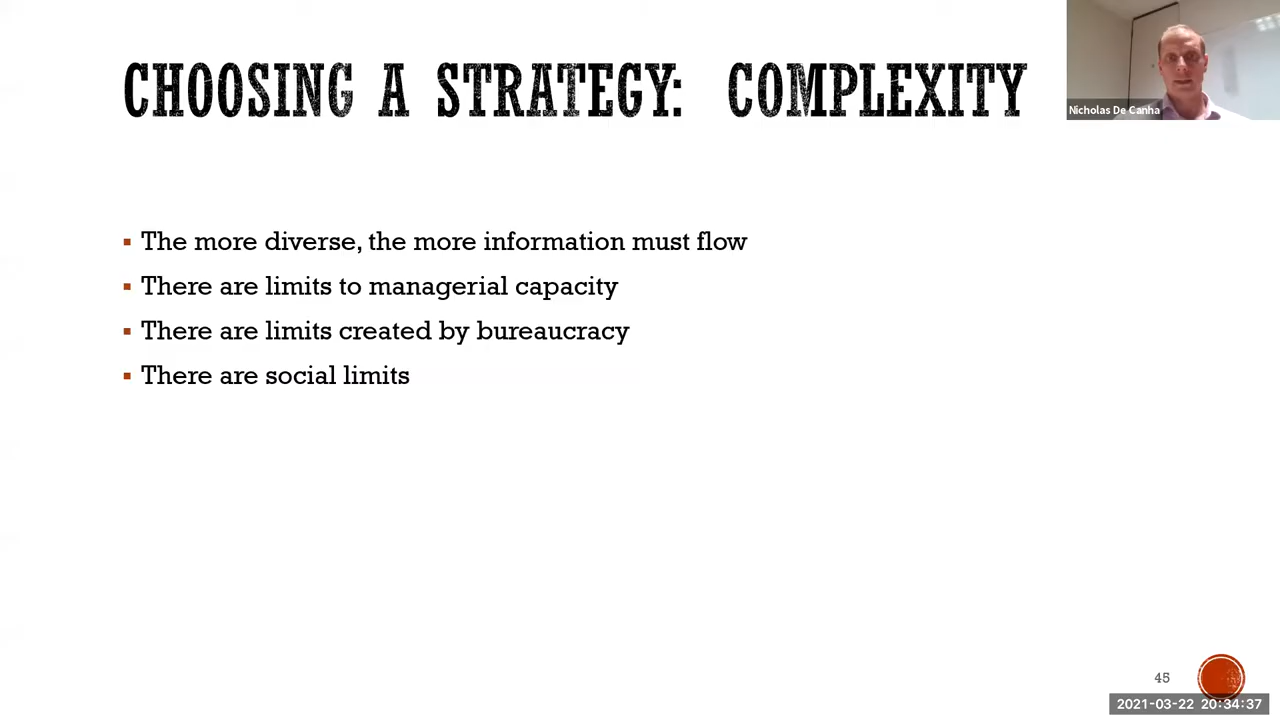 CHOOSING A STRATEGY: COMPLEXITY
Nicholas De Canha
▪ The more diverse, the more information must flow
▪ There are limits to managerial capacity
▪ There are limits created by bureaucracy
▪ There are social limits
45
2021-03-22 20:34:37